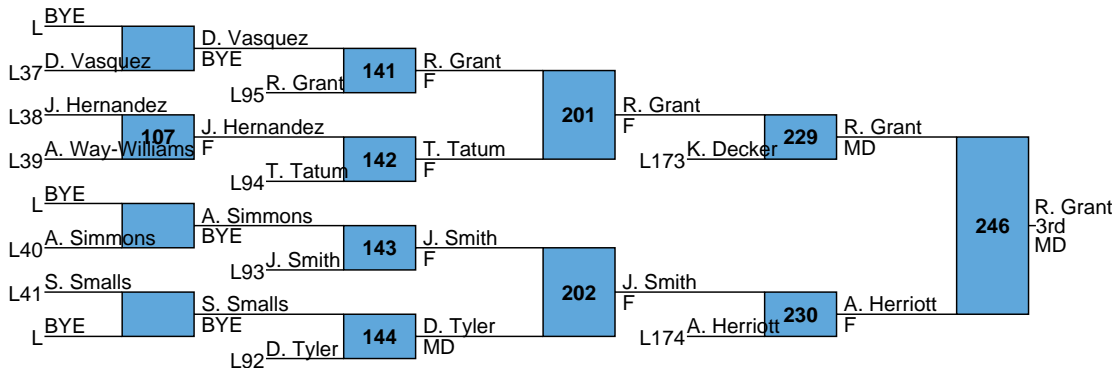 L BYE
L37 D. Vasquez
D. Vasquez
BYE
L95 R. Grant
141
R. Grant
F
L38 J. Hernandez
L39 A. Way-Williams
107
J. Hernandez
F
L94 T. Tatum
142
T. Tatum
F
201
R. Grant
F
L173 K. Decker
229
R. Grant
MD
L BYE
L40 A. Simmons
A. Simmons
BYE
L93 J. Smith
143
J. Smith
F
L41 S. Smalls
L BYE
S. Smalls
BYE
L92 D. Tyler
144
D. Tyler
MD
202
J. Smith
F
L174 A. Herriott
230
A. Herriott
F
246
R. Grant
3rd
MD